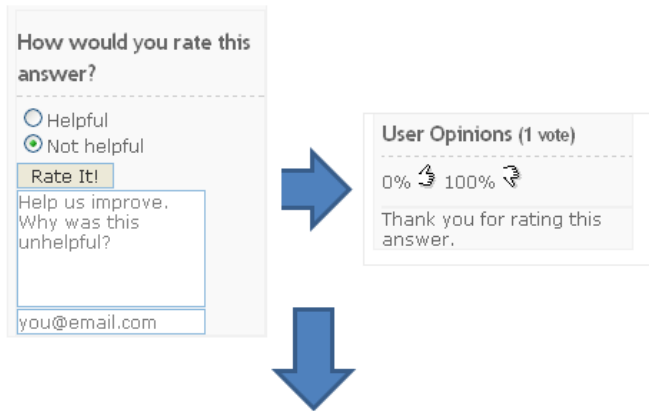 How would you rate this
answer?
Helpful
Not helpful
Rate It!
Help us improve.
Why was this
unhelpful?
you@email.com
User Opinions (1 vote)
0% 100%
Thank you for rating this
answer.